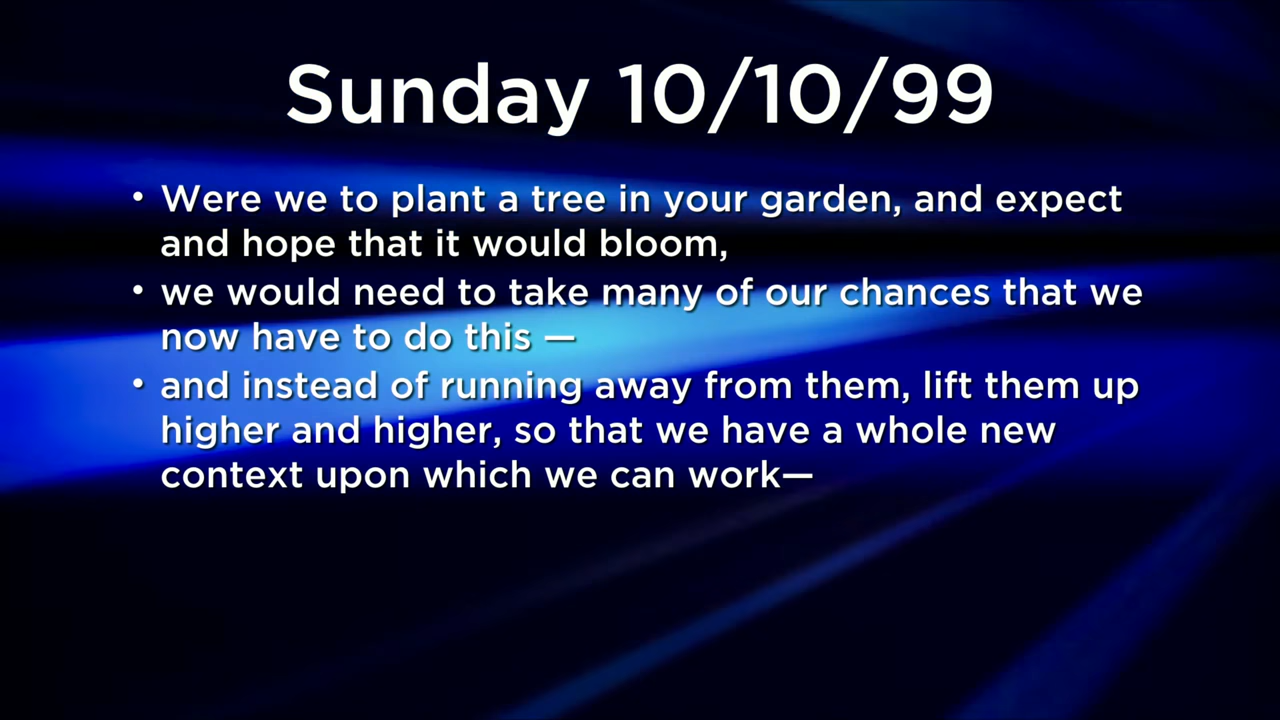 Sunday 10/10/99
• Were we to plant a tree in your garden, and expect
and hope that it would bloom,
• we would need to take many of our chances that we
now have to do this —
• and instead of running away from them, lift them up
higher and higher, so that we have a whole new
context upon which we can work—